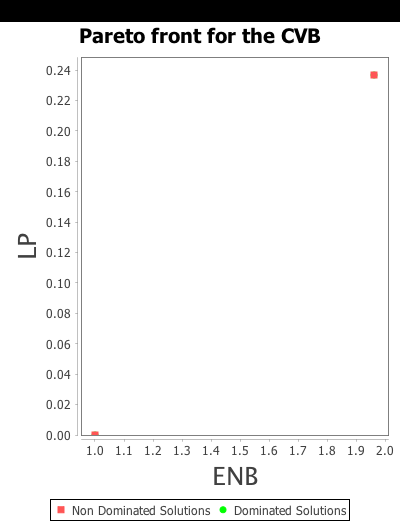 Pareto front for the CVB
0.24
0.22
0.20
0.18
0.16
0.14
0.12
0.10
0.08
0.06
0.04
0.02
0.00
LP
1.0 1.1 1.2 1.3 1.4 1.5 1.6 1.7 1.8 1.9 2.0
ENB
Non Dominated Solutions Dominated Solutions